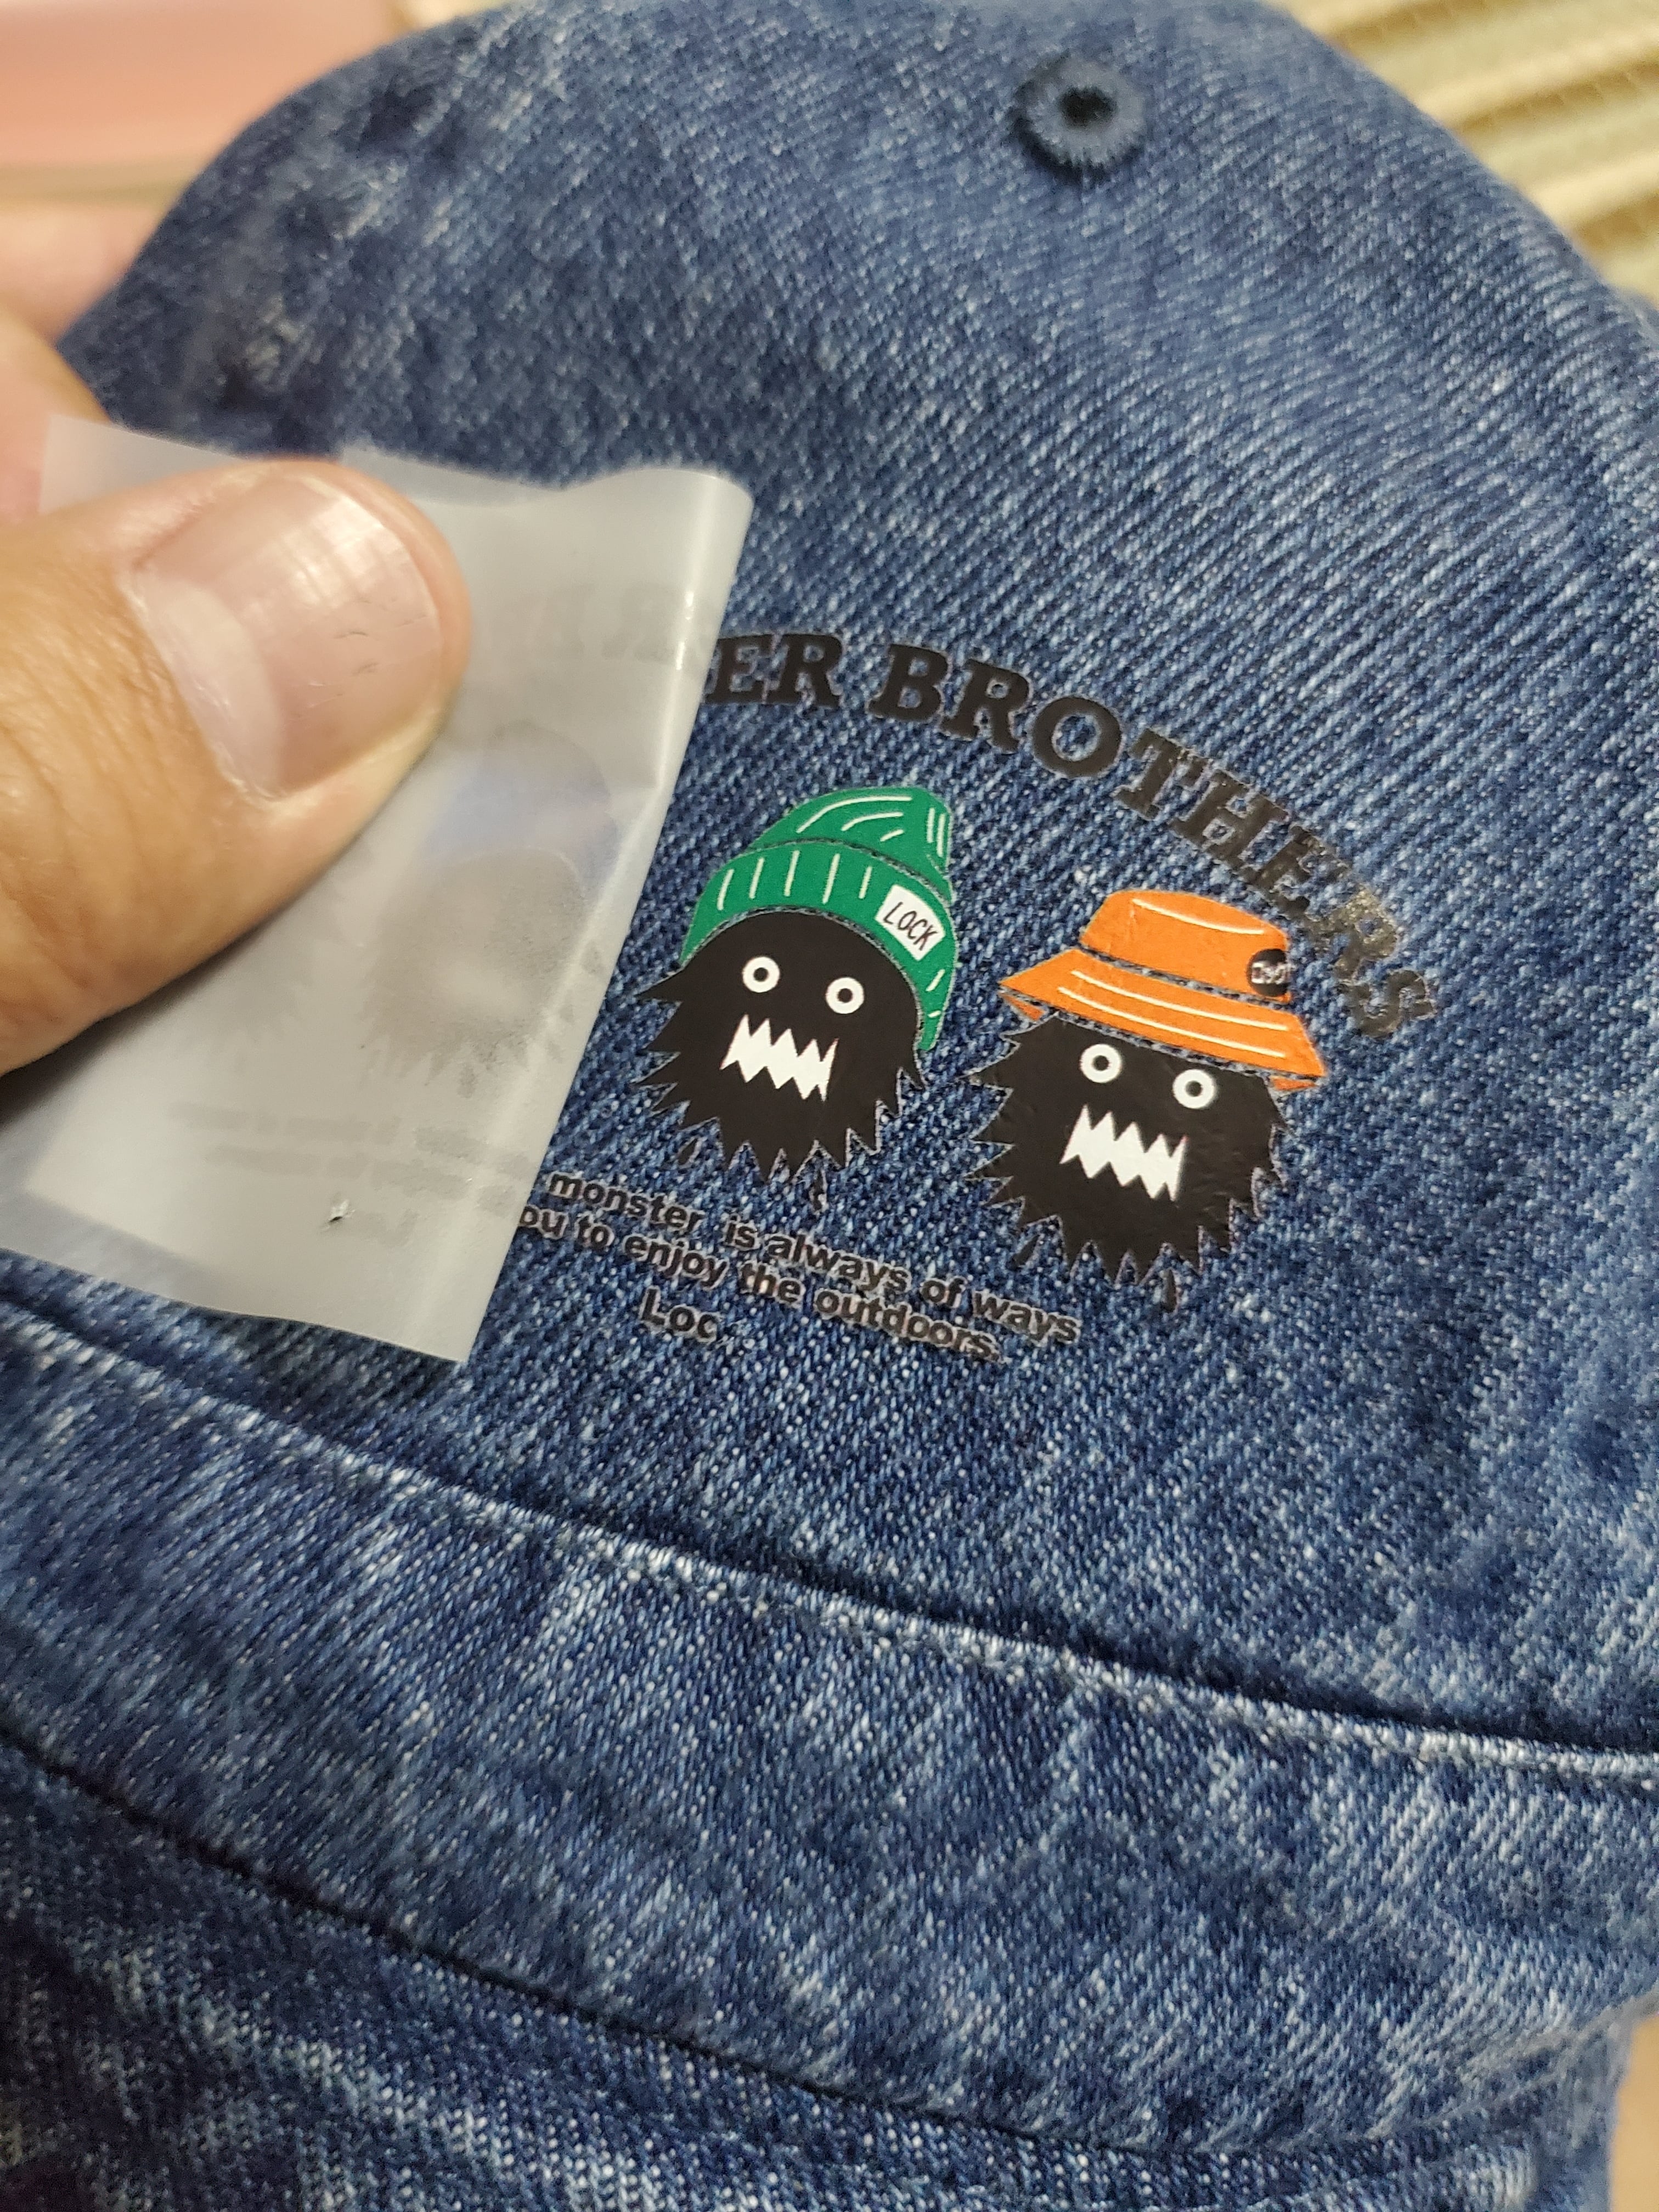 ER BROTHERS
LOCK
monster is always of ways
ou to enjoy the outdoors.
Loc